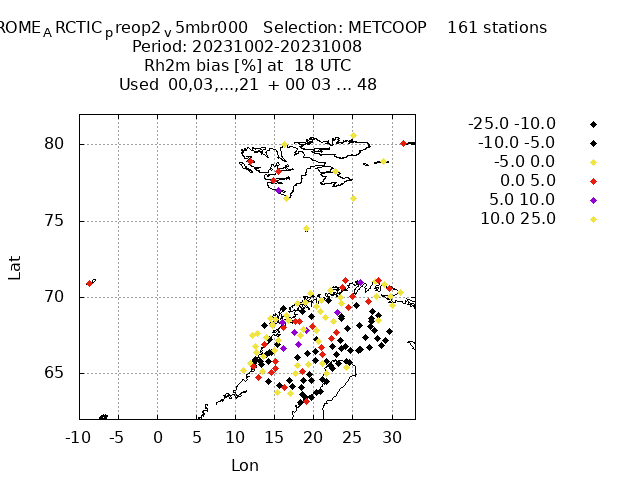 ROME A RCTIC p reop2 v 5mbr000 Selection: METCOOP 161 stations
Period: 20231002-20231008
Rh2m bias [%] at 18 UTC
Used 00,03,...,21 + 00 03 ... 48
-25.0 -10.0
-10.0 -5.0
-5.0 0.0
0.0 5.0
5.0 10.0
10.0 25.0
80
75
70
65
Lat
-10 -5 0 5 10 15 20 25 30
Lon